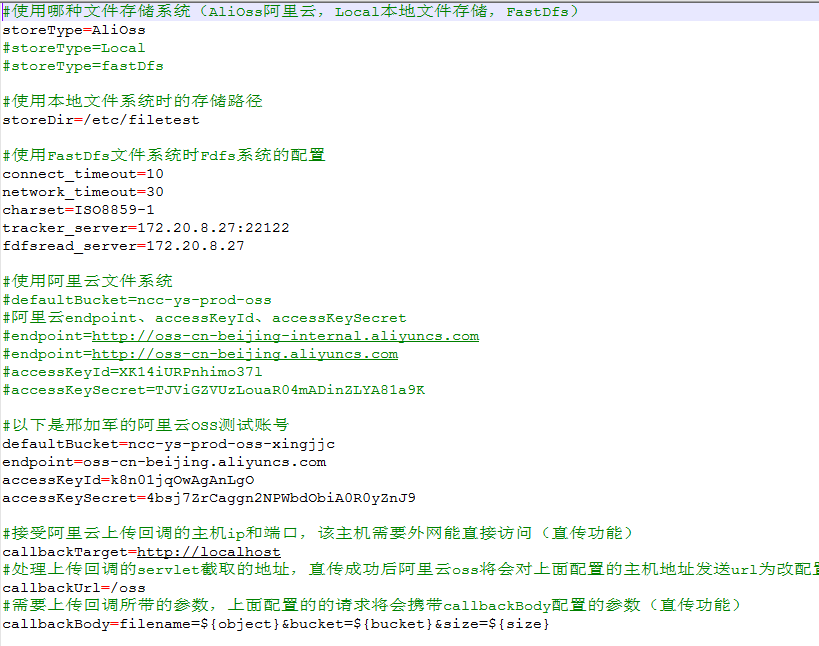 #使用哪种文件存储系统（AliOss阿里云，Local本地文件存储，FastDfs）
storeType=AliOss
#storeType=Local
#storeType=fastDfs
#使用本地文件系统时的存储路径
storeDir=/etc/filetest
#使用FastDfs文件系统时Fdfs系统的配置
connect_timeout=10
network_timeout=30
charset=ISO8859-1
tracker_server=172.20.8.27:22122
fdfsread_server=172.20.8.27
#使用阿里云文件系统
#defaultBucket=ncc-ys-prod-oss
#阿里云endpoint、accessKeyId、accessKeySecret
#endpoint=http://oss-cn-beijing-internal.aliyuncs.com
#endpoint=http://oss-cn-beijing.aliyuncs.com
#accessKeyId=XK14iURPnhimo37l
#accessKeySecret=TJViGZVUzLouaR04mADinZLYA81a9K
#以下是邢加军的阿里云oss测试账号
defaultBucket=ncc-ys-prod-oss-xingjjc
endpoint=oss-cn-beijing.aliyuncs.com
accessKeyId=k8n01jqOwAgAnLgO
accessKeySecret=4bsj7ZrCaggn2NPWbdObiA0R0yZnJ9
#接受阿里云上传回调的主机ip和端口，该主机需要外网能直接访问（直传功能）
callbackTarget=http://localhost
#处理上传回调的servlet截取的地址，直传成功后阿里云oss将会对上面配置的主机地址发送url为改配置
callbackUrl=/oss
#需要上传回调所带的参数，上面配置的的请求将会携带callbackBody配置的参数（直传功能）
callbackBody=filename=${object}&bucket=${bucket}&size=${size}